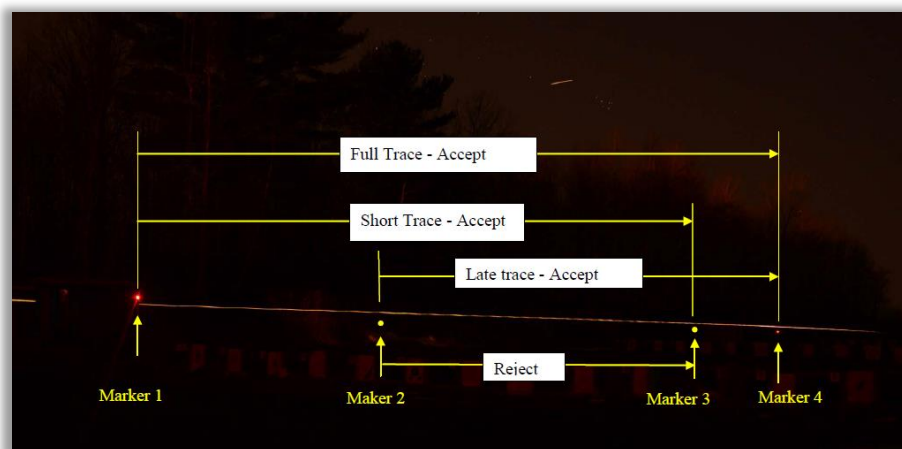 Full Trace - Accept
Short Trace - Accept
Late trace - Accept
Reject
Marker 1
Maker 2
Marker 3
Marker 4